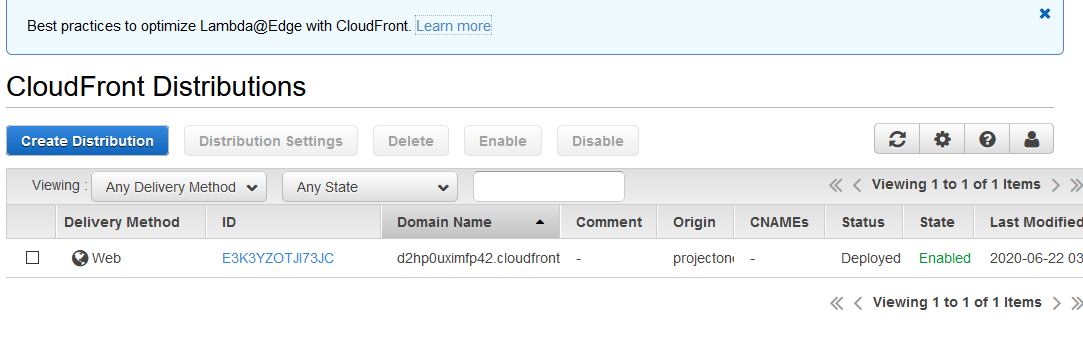 Best practices to optimize Lambda@Edge with CloudFront. Learn more
CloudFront Distributions
Create Distribution Distribution Settings Delete Enable Disable
Viewing : Any Delivery Method Any State Viewing 1 to 1 of 1 Items
Delivery Method ID Domain Name Comment Origin CNAMEs Status State Last Modified
Web E3K3YZOTJI73JC d2hp0uximfp42.cloudfront - projectone - Deployed Enabled 2020-06-22 03
Viewing 1 to 1 of 1 Items